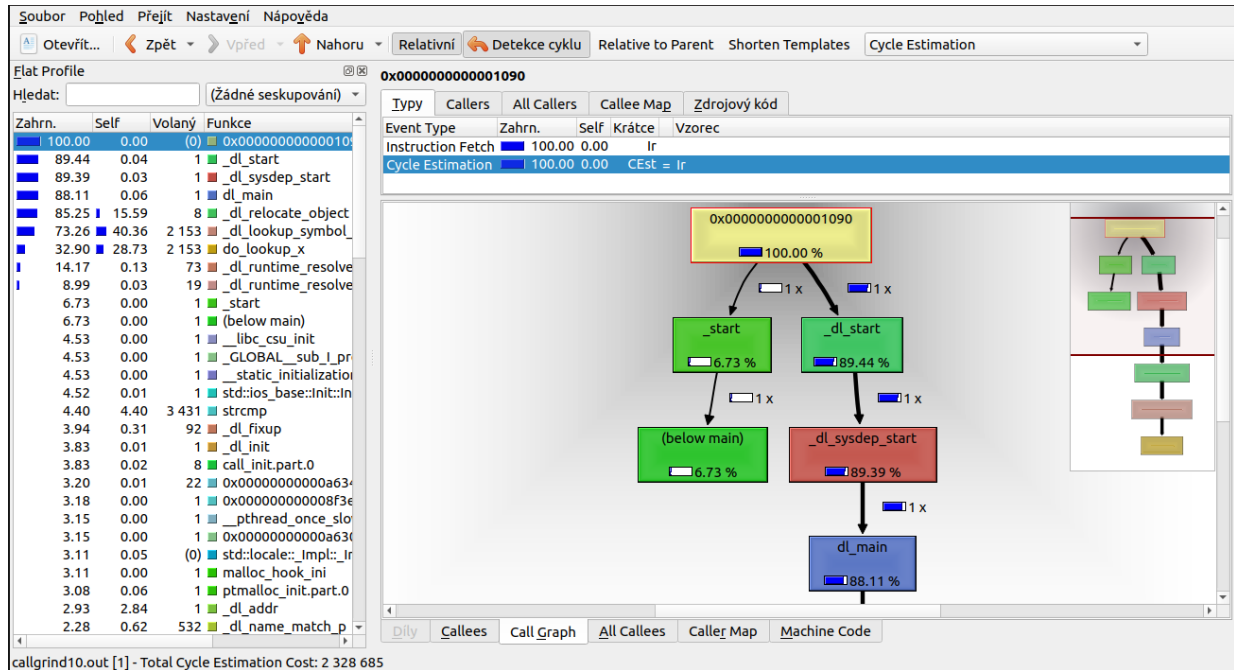 Soubor Pohled Přejít Nastavení Nápověda
Otevřít... Zpět Vpřed Nahoru Relativní Detekce cyklu Relative to Parent Shorten Templates Cycle Estimation
Flat Profile
Hledat: (Žádné seskupování)
Zahrn. Self Volaný Funkce
100.00 0.00 (0) 0x000000000000109
89.44 0.04 1 _dl_start
89.39 0.03 1 _dl_sysdep_start
88.11 0.06 1 dl_main
85.25 15.59 8 _dl_relocate_object
73.26 40.36 2 153 _dl_lookup_symbol_
32.90 28.73 2 153 do_lookup_x
14.17 0.13 73 _dl_runtime_resolve
8.99 0.03 19 _dl_runtime_resolve
6.73 0.00 1 _start
6.73 0.00 1 (below main)
4.53 0.00 1 __libc_csu_init
4.53 0.00 1 _GLOBAL__sub_I_pr
4.53 0.00 1 __static_initializatio
4.52 0.01 1 std::ios_base::Init::In
4.40 4.40 3 431 strcmp
3.94 0.31 92 _dl_fixup
3.83 0.01 1 _dl_init
3.83 0.02 8 call_init.part.0
3.20 0.01 22 0x00000000000a634
3.18 0.00 1 0x000000000008f3e
3.15 0.00 1 __pthread_once_slo
3.15 0.00 1 0x00000000000a630
3.11 0.05 (0) std::locale::_Impl::_Ir
3.11 0.00 1 malloc_hook_ini
3.08 0.06 1 ptmalloc_init.part.0
2.93 2.84 1 _dl_addr
2.28 0.62 532 _dl_name_match_p
0x0000000000001090
Typy Callers All Callers Callee Map Zdrojový kód
Event Type Zahrn. Self Krátce Vzorec
Instruction Fetch 100.00 0.00 Ir
Cycle Estimation 100.00 0.00 CEst = Ir
0x0000000000001090
100.00 %
1 x 1 x
_start _dl_start
6.73 % 89.44 %
1 x 1 x
(below main) _dl_sysdep_start
6.73 % 89.39 %
1 x
dl_main
88.11 %
Díly Callees Call Graph All Callees Caller Map Machine Code
callgrind10.out [1] - Total Cycle Estimation Cost: 2 328 685